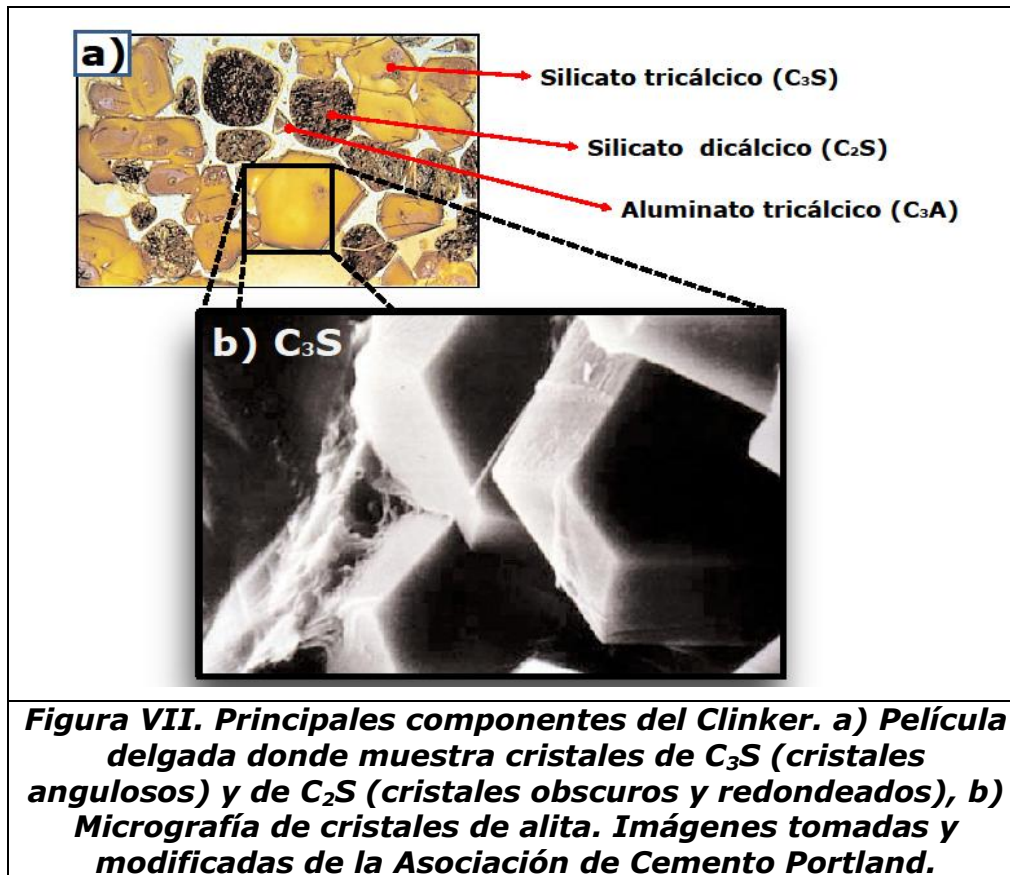 a)
Silicato tricálcico (C₃S)
Silicato dicálcico (C₂S)
Aluminato tricálcico (C₃A)
b) C₃S
Figura VII. Principales componentes del Clinker. a) Película
delgada donde muestra cristales de C₃S (cristales
angulosos) y de C₂S (cristales obscuros y redondeados), b)
Micrografía de cristales de alita. Imágenes tomadas y
modificadas de la Asociación de Cemento Portland.